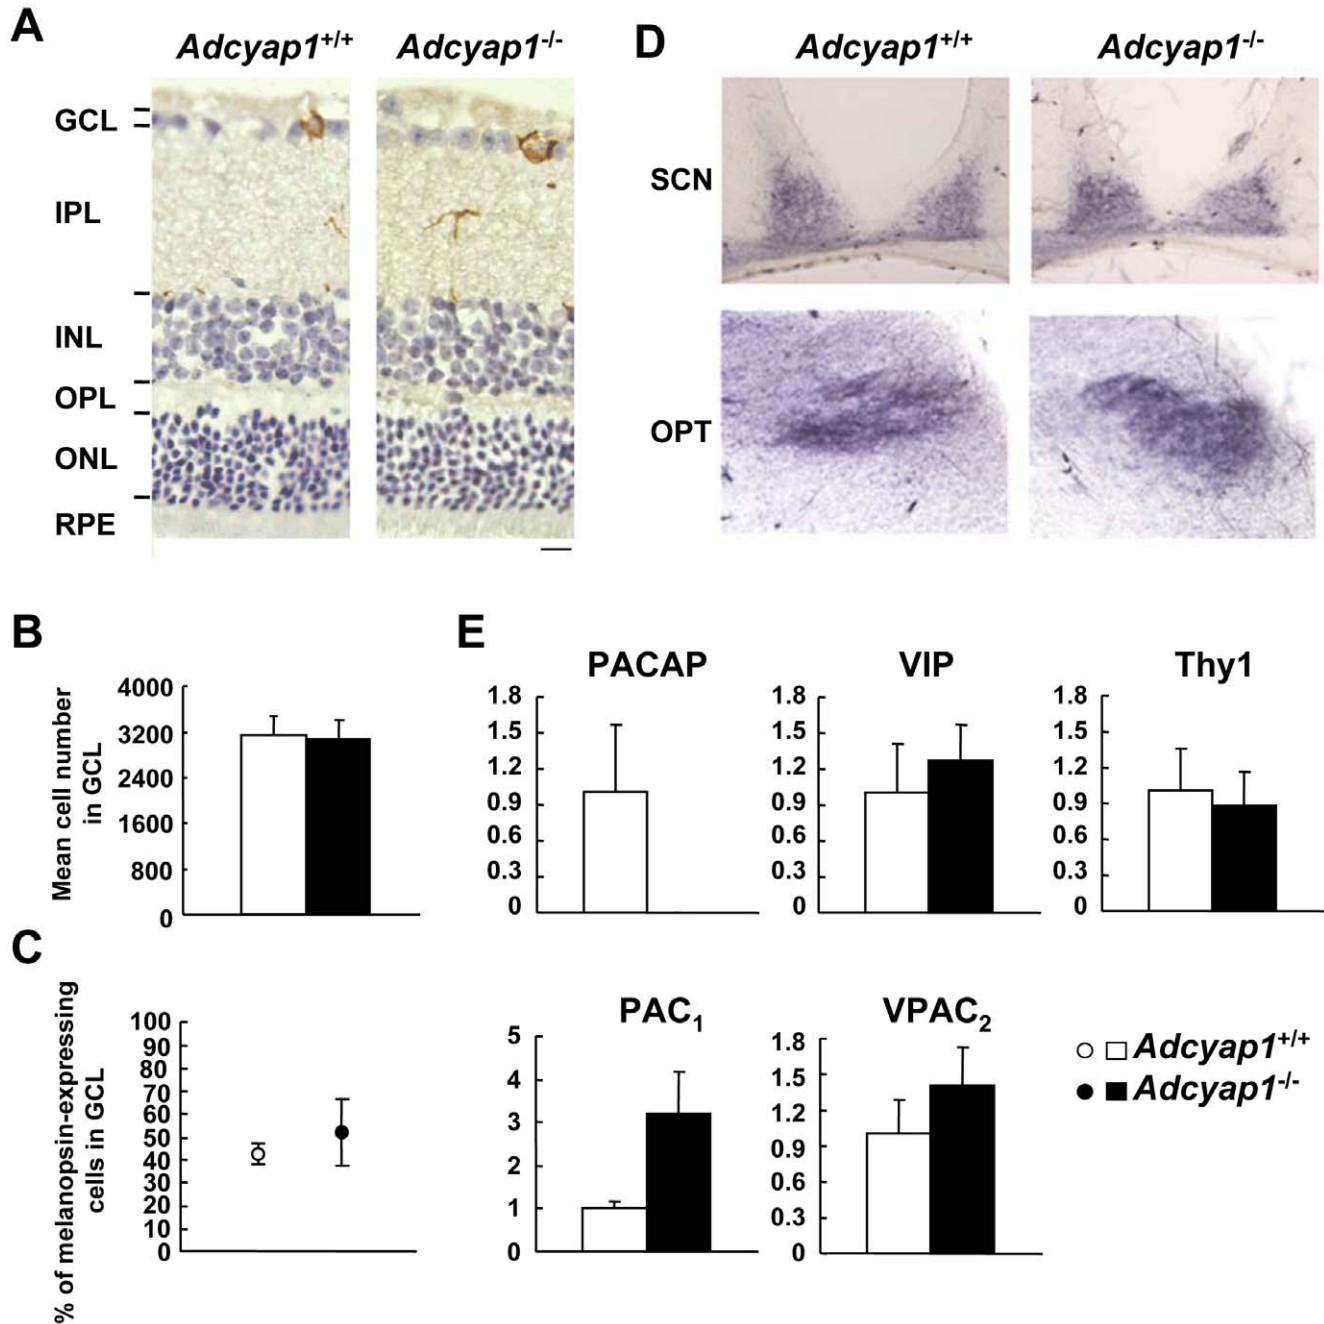 A
Adcyap1+/+ Adcyap1-/-
GCL
IPL
INL
OPL
ONL
RPE
D
Adcyap1+/+ Adcyap1-/-
SCN
OPT
B
Mean cell number
in GCL
4000
3200
2400
1600
800
0
C
% of melanopsin-expressing
cells in GCL
100
90
80
70
60
50
40
30
20
10
0
E
PACAP
1.8
1.5
1.2
0.9
0.6
0.3
0
VIP
1.8
1.5
1.2
0.9
0.6
0.3
0
Thy1
1.8
1.5
1.2
0.9
0.6
0.3
0
PAC1
5
4
3
2
1
0
VPAC2
1.8
1.5
1.2
0.9
0.6
0.3
0
Adcyap1+/+
Adcyap1-/-